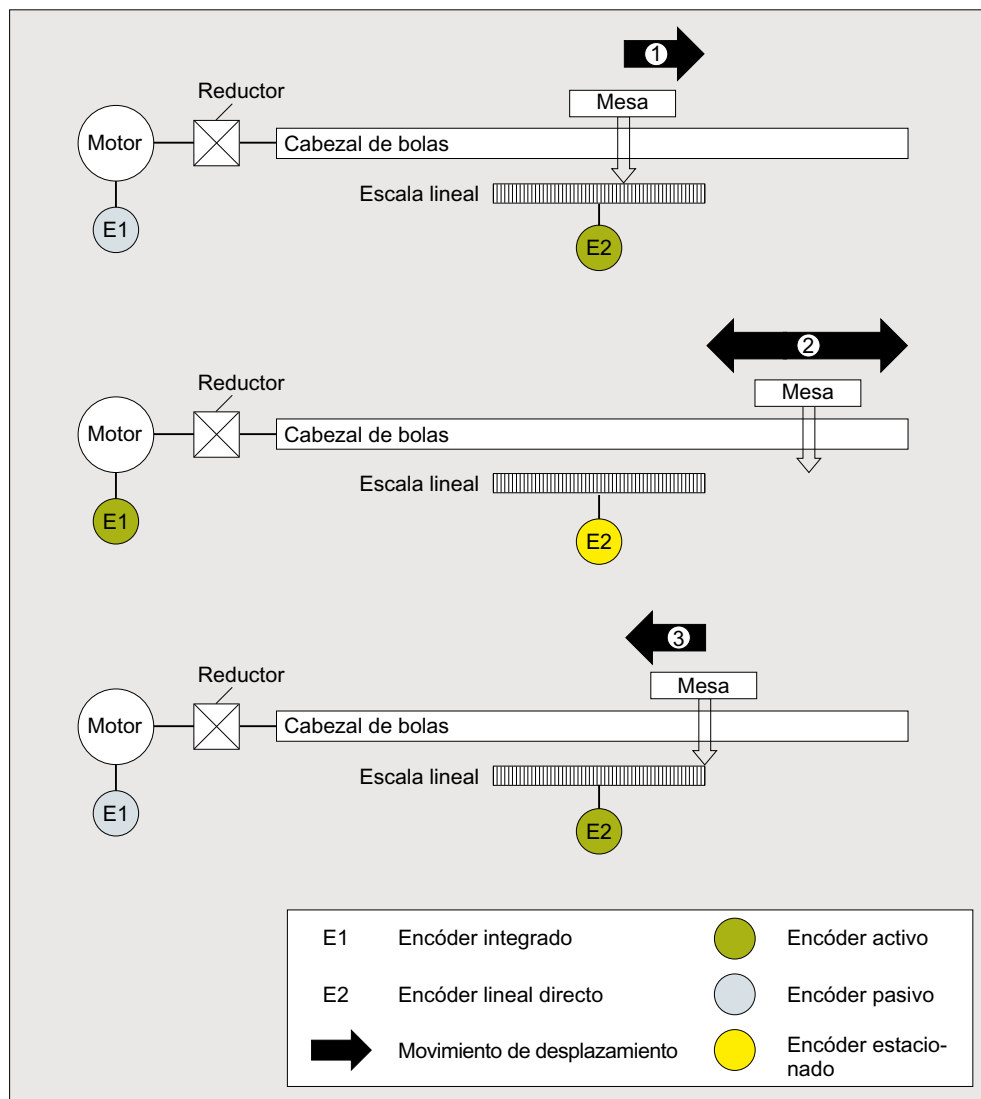 1
Mesa
Reductor
Motor
Cabezal de bolas
Escala lineal
E1
E2
2
Mesa
Reductor
Motor
Cabezal de bolas
Escala lineal
E1
E2
3
Mesa
Reductor
Motor
Cabezal de bolas
Escala lineal
E1
E2
E1 Encóder integrado
Encóder activo
E2 Encóder lineal directo
Encóder pasivo
Movimiento de desplazamiento
Encóder estacio-
nado